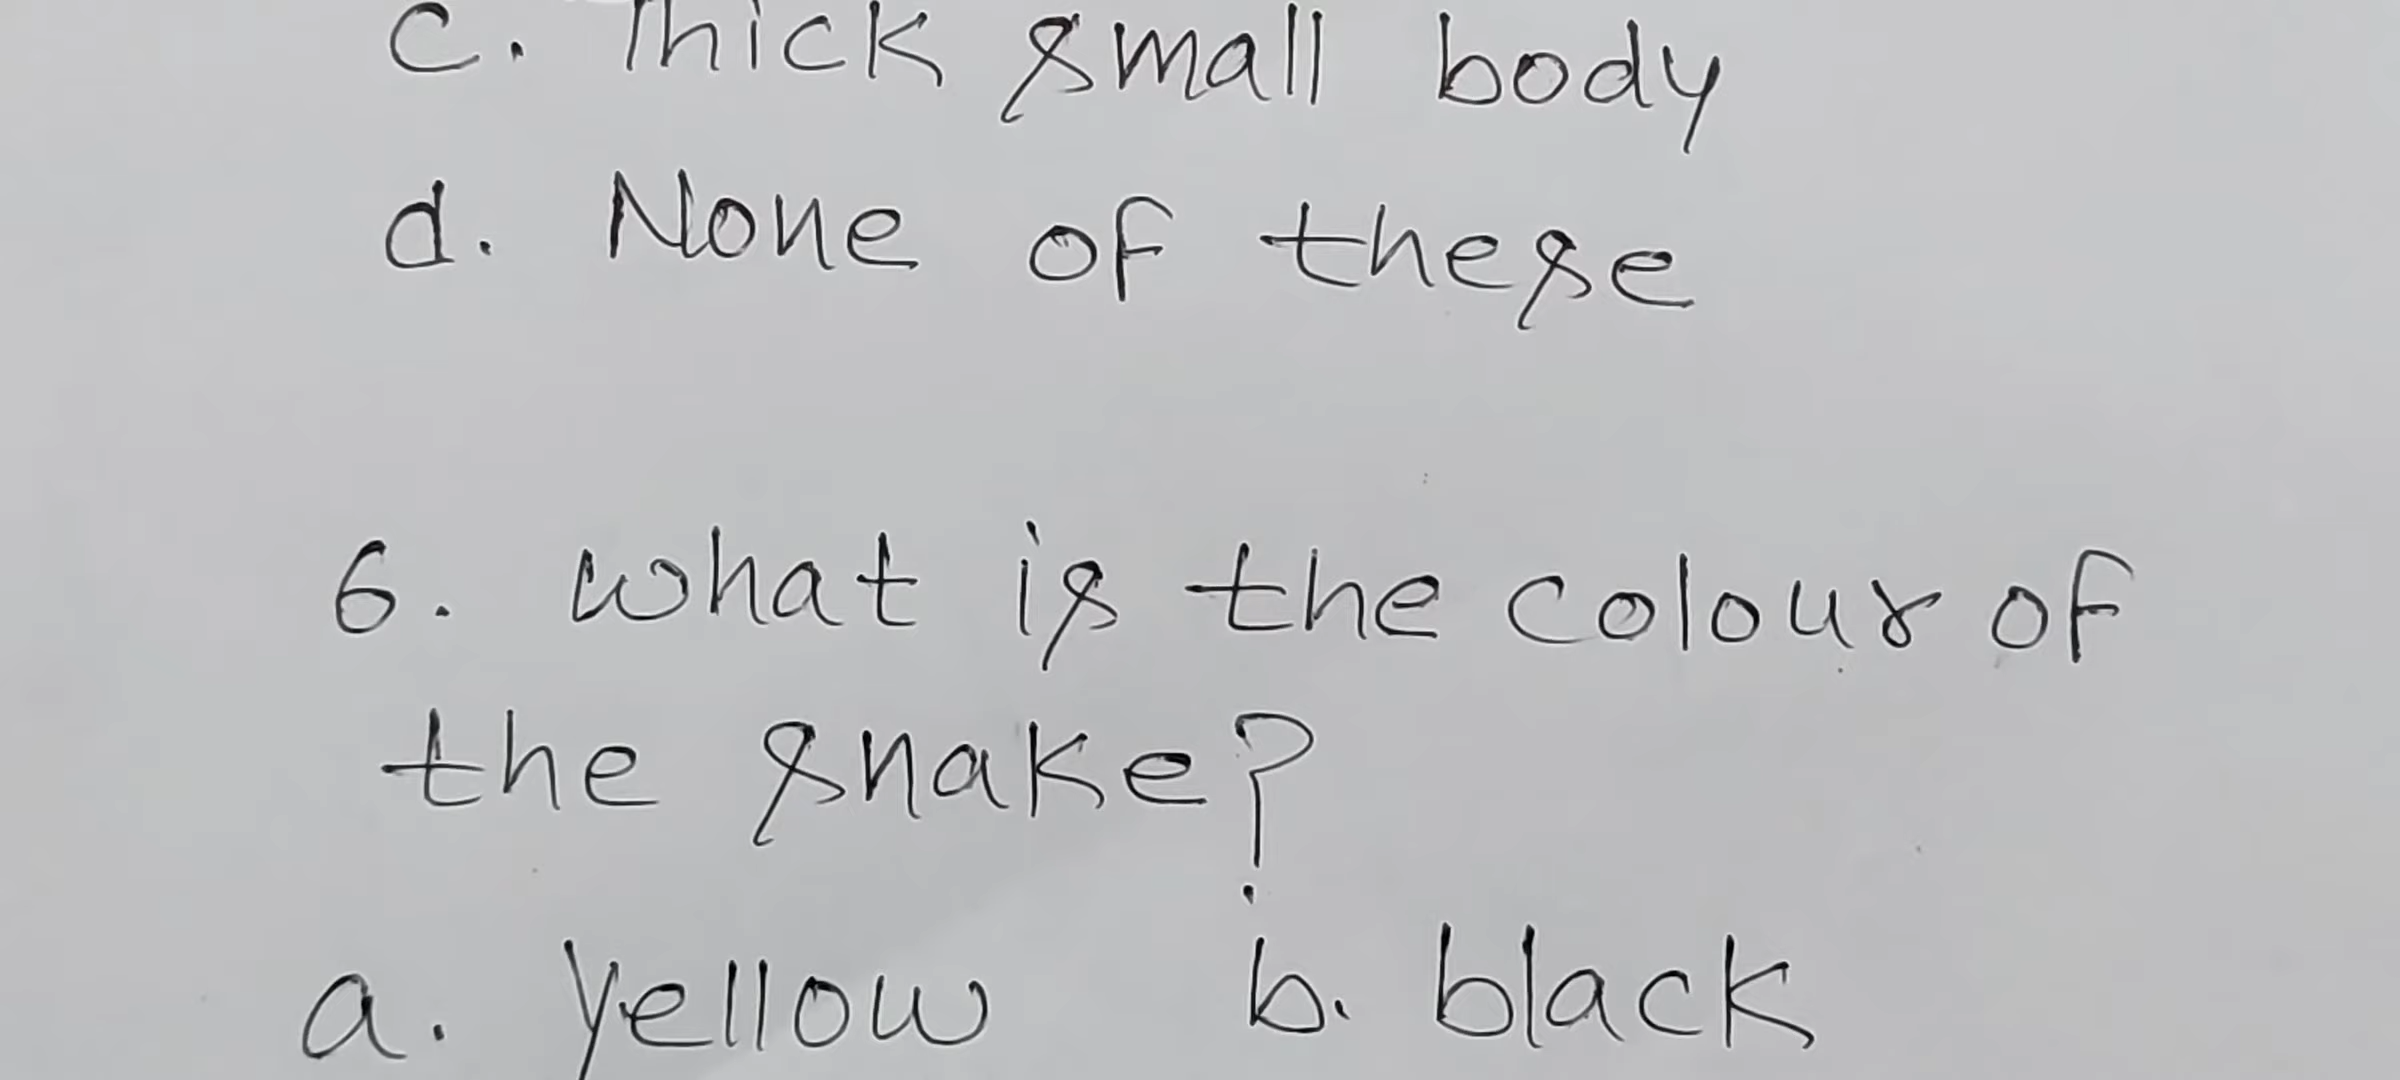 c. Thick small body
d. None of these
6. what is the colour of
the snake?
a. yellow b. black